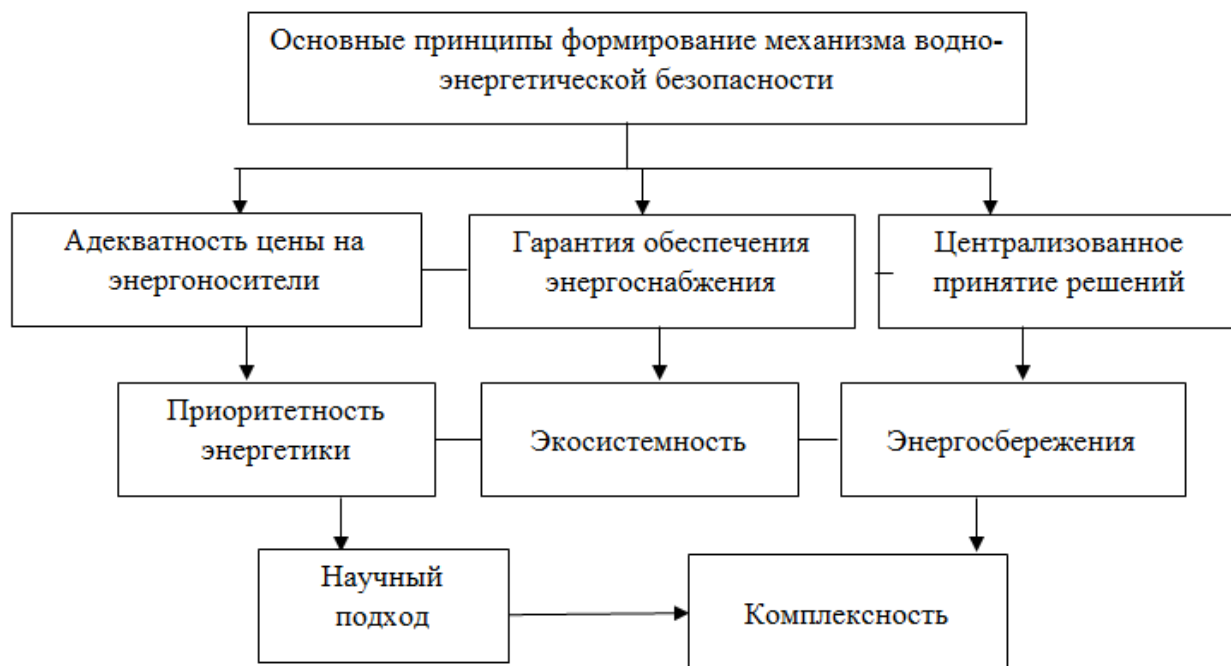 Основные принципы формирование механизма водно-
энергетической безопасности
Адекватность цены на
энергоносители
Гарантия обеспечения
энергоснабжения
Централизованное
принятие решений
Приоритетность
энергетики
Экосистемность
Энергосбережения
Научный
подход
Комплексность